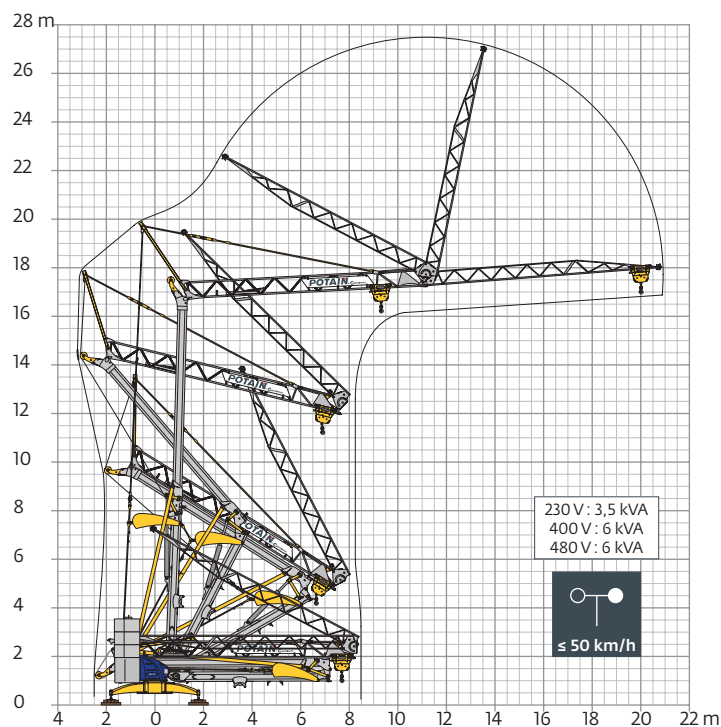 28 m
26
24
22
20
18
16
14
12
10
8
6
4
2
0
POTAIN
POTAIN
POTAIN
POTAIN
230 V : 3,5 kVA
400 V : 6 kVA
480 V : 6 kVA
≤ 50 km/h
4 2 0 2 4 6 8 10 12 14 16 18 20 22 m